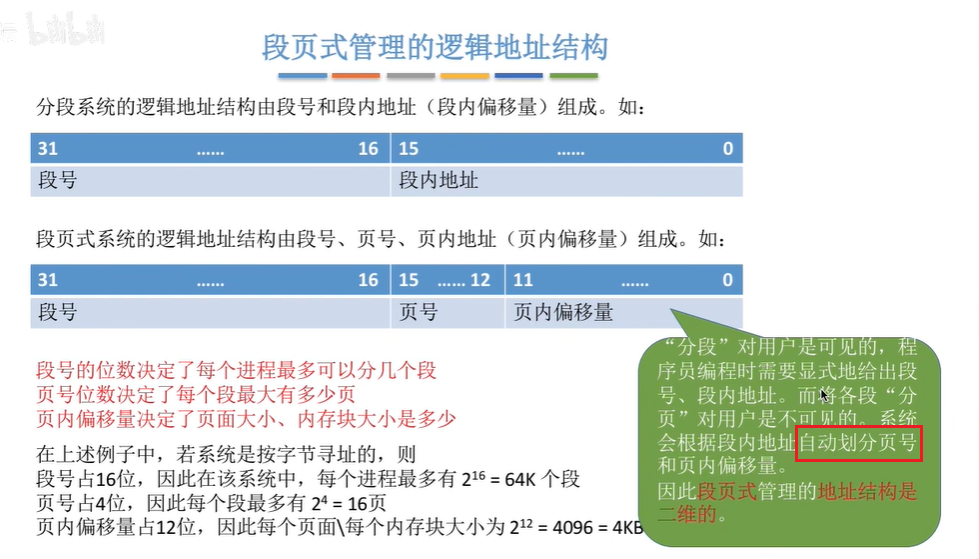 bilibili
段页式管理的逻辑地址结构
分段系统的逻辑地址结构由段号和段内地址（段内偏移量）组成。如：
31 …… 16 15 …… 0
段号 段内地址
段页式系统的逻辑地址结构由段号、页号、页内地址（页内偏移量）组成。如：
31 …… 16 15 …… 12 11 …… 0
段号 页号 页内偏移量
段号的位数决定了每个进程最多可以分几个段
页号位数决定了每个段最大有多少页
页内偏移量决定了页面大小、内存块大小是多少
在上述例子中，若系统是按字节寻址的，则
段号占16位，因此在该系统中，每个进程最多有 2¹⁶ = 64K 个段
页号占4位，因此每个段最多有 2⁴ = 16页
页内偏移量占12位，因此每个页面\每个内存块大小为 2¹² = 4096 = 4KB
“分段”对用户是可见的，程
序员编程时需要显式地给出段
号、段内地址。而将各段“分
页”对用户是不可见的。系统
会根据段内地址自动划分页号
和页内偏移量。
因此段页式管理的地址结构是
二维的。